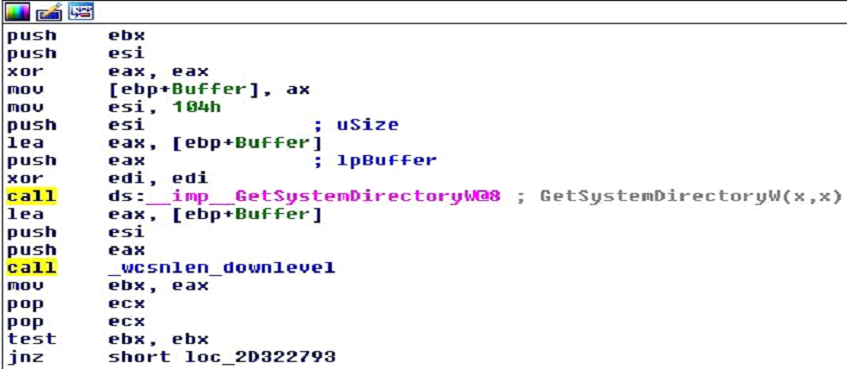 push ebx
push esi
xor eax, eax
mov [ebp+Buffer], ax
mov esi, 104h
push esi ; uSize
lea eax, [ebp+Buffer]
push eax ; lpBuffer
xor edi, edi
call ds:__imp__GetSystemDirectoryW@8 ; GetSystemDirectoryW(x,x)
lea eax, [ebp+Buffer]
push esi
push eax
call _wcsnlen_downlevel
mov ebx, eax
pop ecx
pop ecx
test ebx, ebx
jnz short loc_2D322793